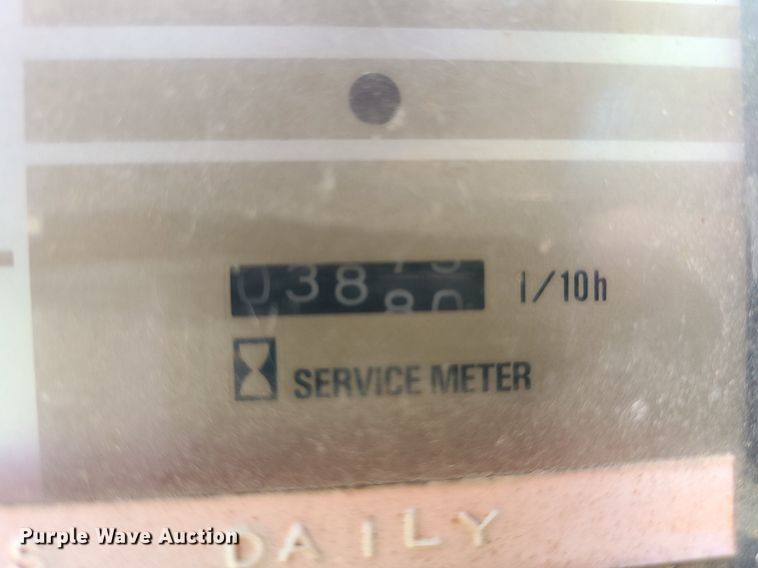 038
1/10h
SERVICE METER
DAILY
Purple Wave Auction